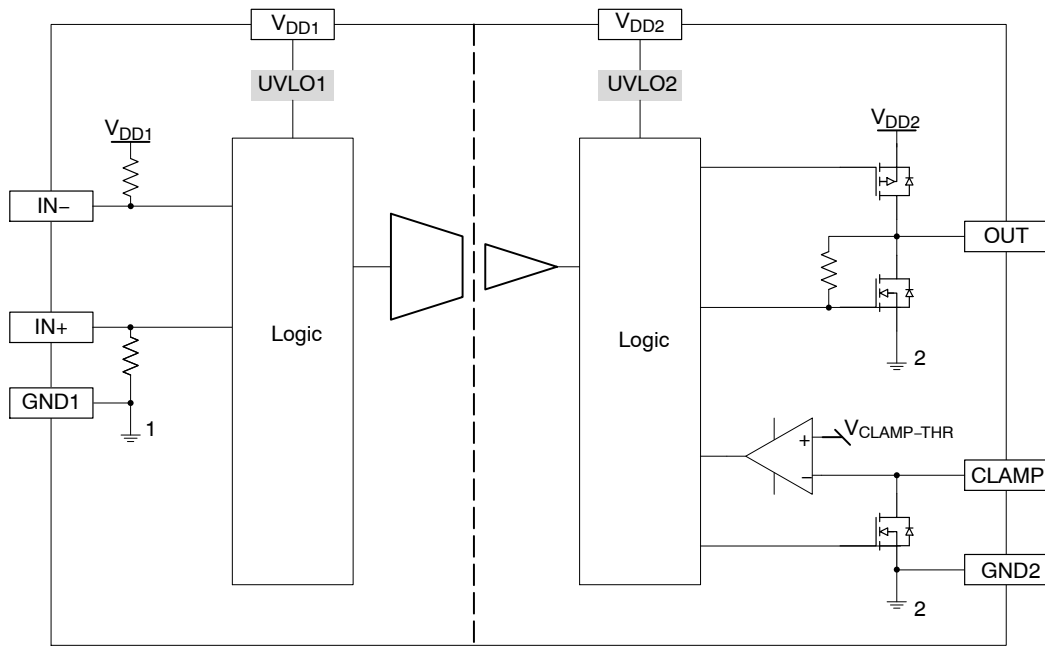 VDD1
VDD2
UVLO1
UVLO2
VDD1
VDD2
IN−
OUT
IN+
Logic
Logic
2
GND1
1
+
VCLAMP−THR
−
CLAMP
GND2
2